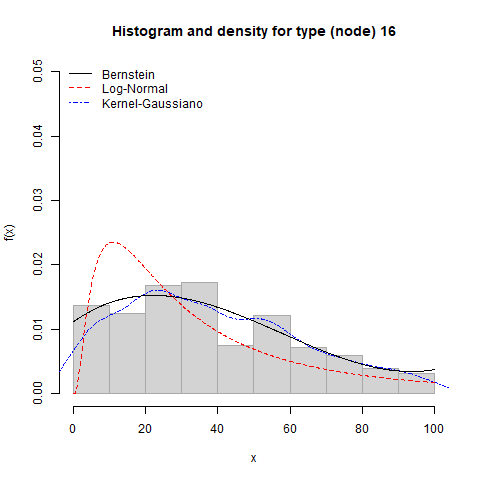 Histogram and density for type (node) 16
Bernstein
Log-Normal
Kernel-Gaussiano
f(x)
0.05
0.04
0.03
0.02
0.01
0.00
0 20 40 60 80 100
x